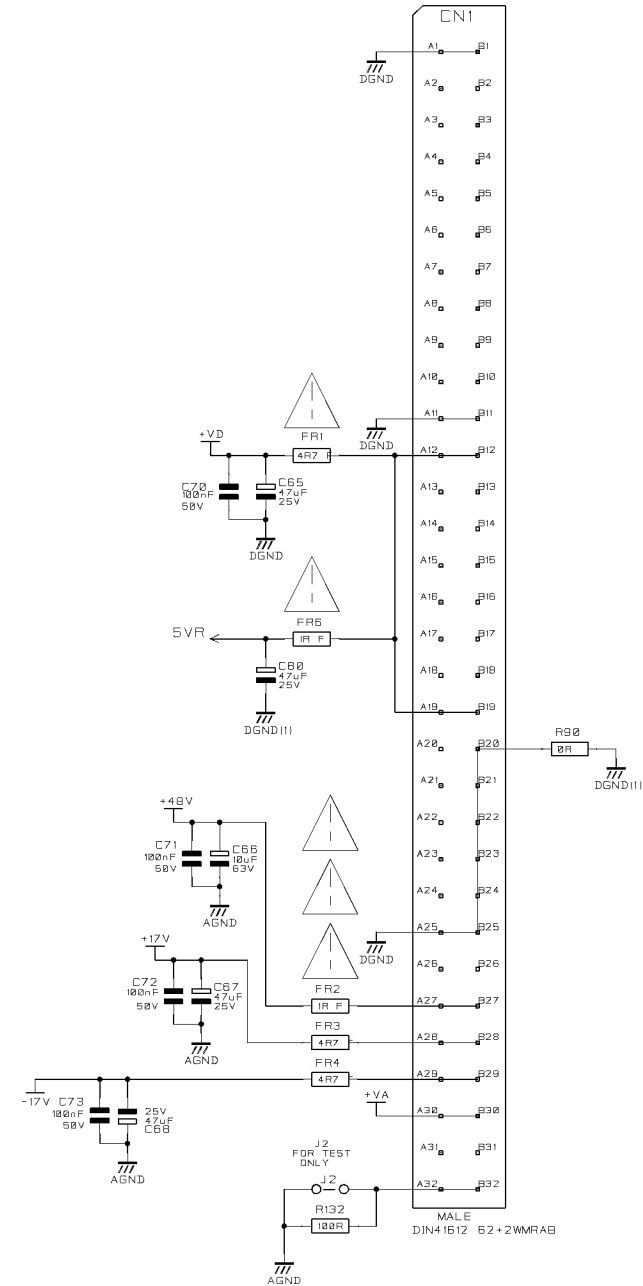 CN1
A1 B1
DGND
A2 B2
A3 B3
A4 B4
A5 B5
A6 B6
A7 B7
A8 B8
A9 B9
A10 B10
A11 B11
DGND
FR1
+VD
A12 B12
4R7 F
C70
100nF
50V
C65
47uF
25V
A13 B13
A14 B14
DGND
A15 B15
A16 B16
FR6
5VR
1R F
A17 B17
C80
47uF
25V
A18 B18
A19 B19
DGND(1)
R90
A20 B20
0R
DGND(1)
A21 B21
+48V
A22 B22
C71
100nF
50V
C66
10uF
63V
A23 B23
A24 B24
AGND
A25 B25
DGND
+17V
A26 B26
C72
100nF
50V
C67
47uF
25V
FR2
1R F
A27 B27
FR3
4R7
A28 B28
AGND
FR4
4R7
A29 B29
-17V
C73
100nF
50V
25V
47uF
C68
+VA
A30 B30
AGND
J2
FOR TEST
ONLY
A31 B31
J2
A32 B32
R132
100R
AGND
MALE
DIN41612 62+2WMRAB